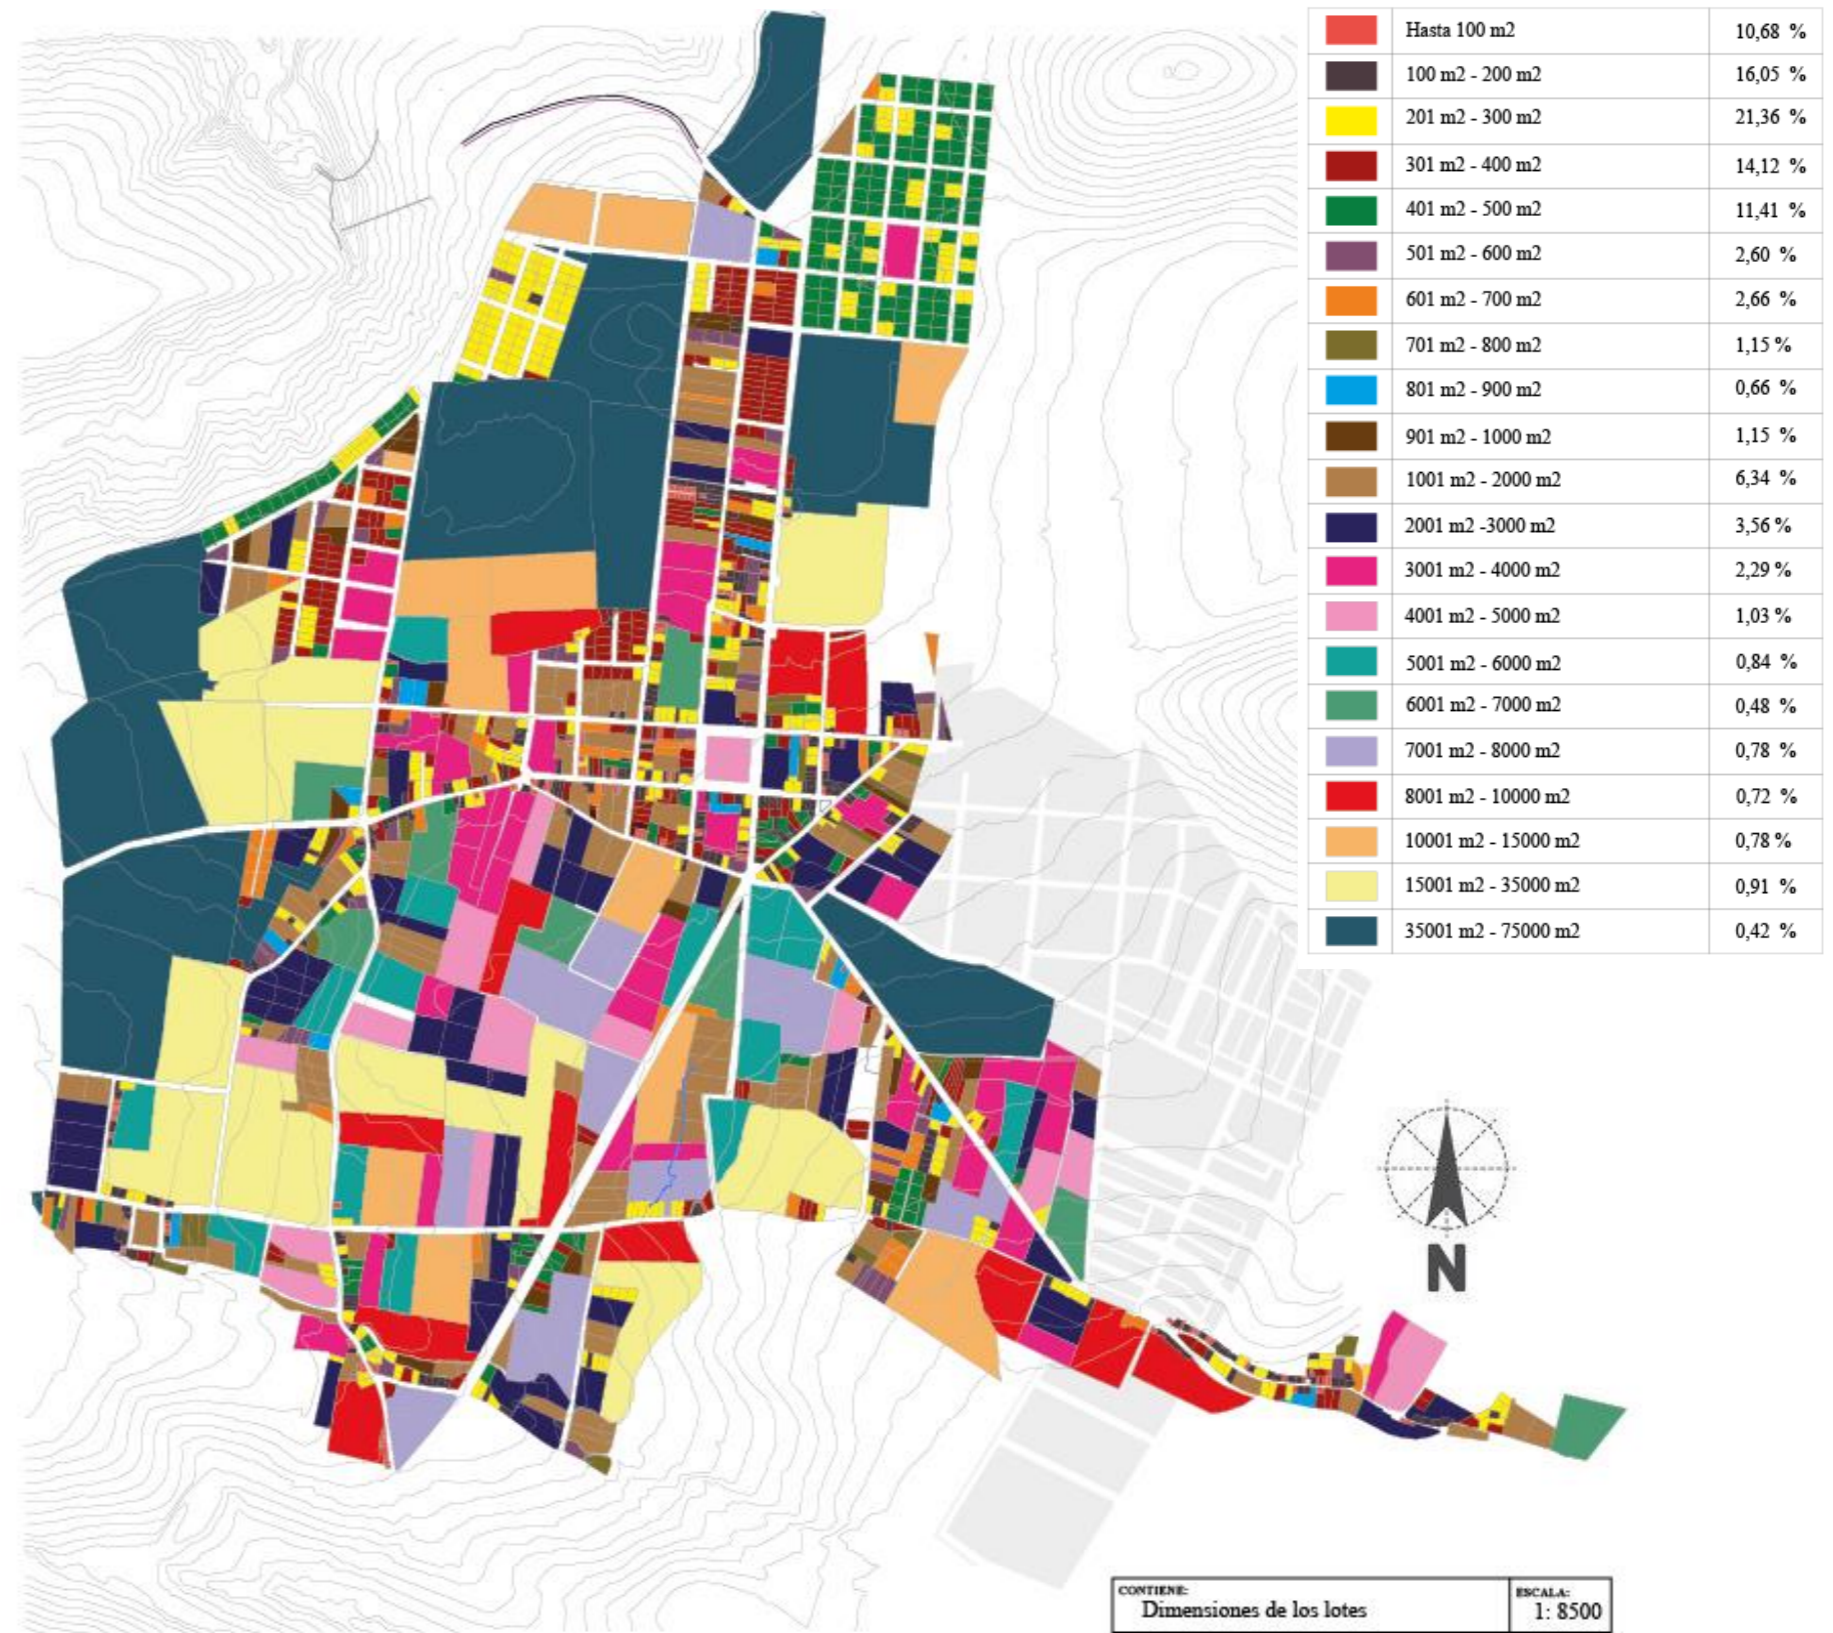 Hasta 100 m2 10,68 %
100 m2 - 200 m2 16,05 %
201 m2 - 300 m2 21,36 %
301 m2 - 400 m2 14,12 %
401 m2 - 500 m2 11,41 %
501 m2 - 600 m2 2,60 %
601 m2 - 700 m2 2,66 %
701 m2 - 800 m2 1,15 %
801 m2 - 900 m2 0,66 %
901 m2 - 1000 m2 1,15 %
1001 m2 - 2000 m2 6,34 %
2001 m2 -3000 m2 3,56 %
3001 m2 - 4000 m2 2,29 %
4001 m2 - 5000 m2 1,03 %
5001 m2 - 6000 m2 0,84 %
6001 m2 - 7000 m2 0,48 %
7001 m2 - 8000 m2 0,78 %
8001 m2 - 10000 m2 0,72 %
10001 m2 - 15000 m2 0,78 %
15001 m2 - 35000 m2 0,91 %
35001 m2 - 75000 m2 0,42 %
N
CONTIENE:
Dimensiones de los lotes
ESCALA:
1: 8500